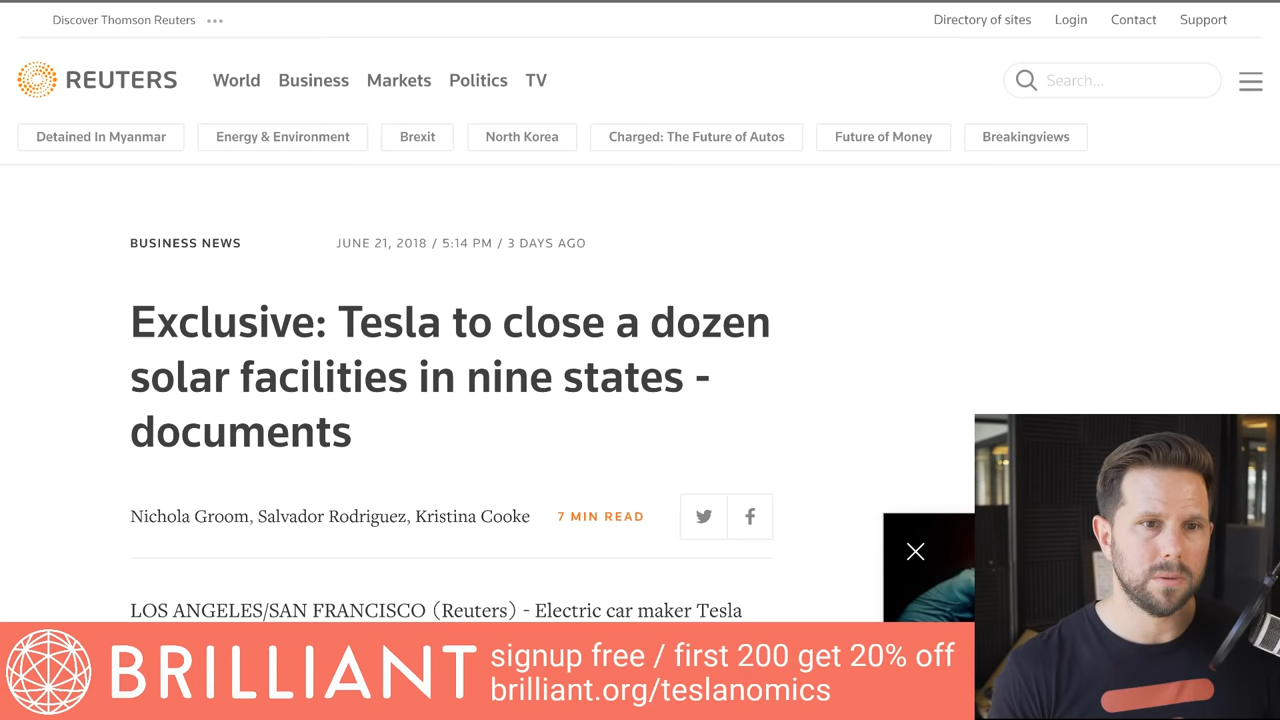 Discover Thomson Reuters
Directory of sites Login Contact Support
REUTERS World Business Markets Politics TV Search...
Detained In Myanmar Energy & Environment Brexit North Korea Charged: The Future of Autos Future of Money Breakingviews
BUSINESS NEWS JUNE 21, 2018 / 5:14 PM / 3 DAYS AGO
Exclusive: Tesla to close a dozen
solar facilities in nine states -
documents
Nichola Groom, Salvador Rodriguez, Kristina Cooke 7 MIN READ
LOS ANGELES/SAN FRANCISCO (Reuters) - Electric car maker Tesla
BRILLIANT signup free / first 200 get 20% off
brilliant.org/teslanomics